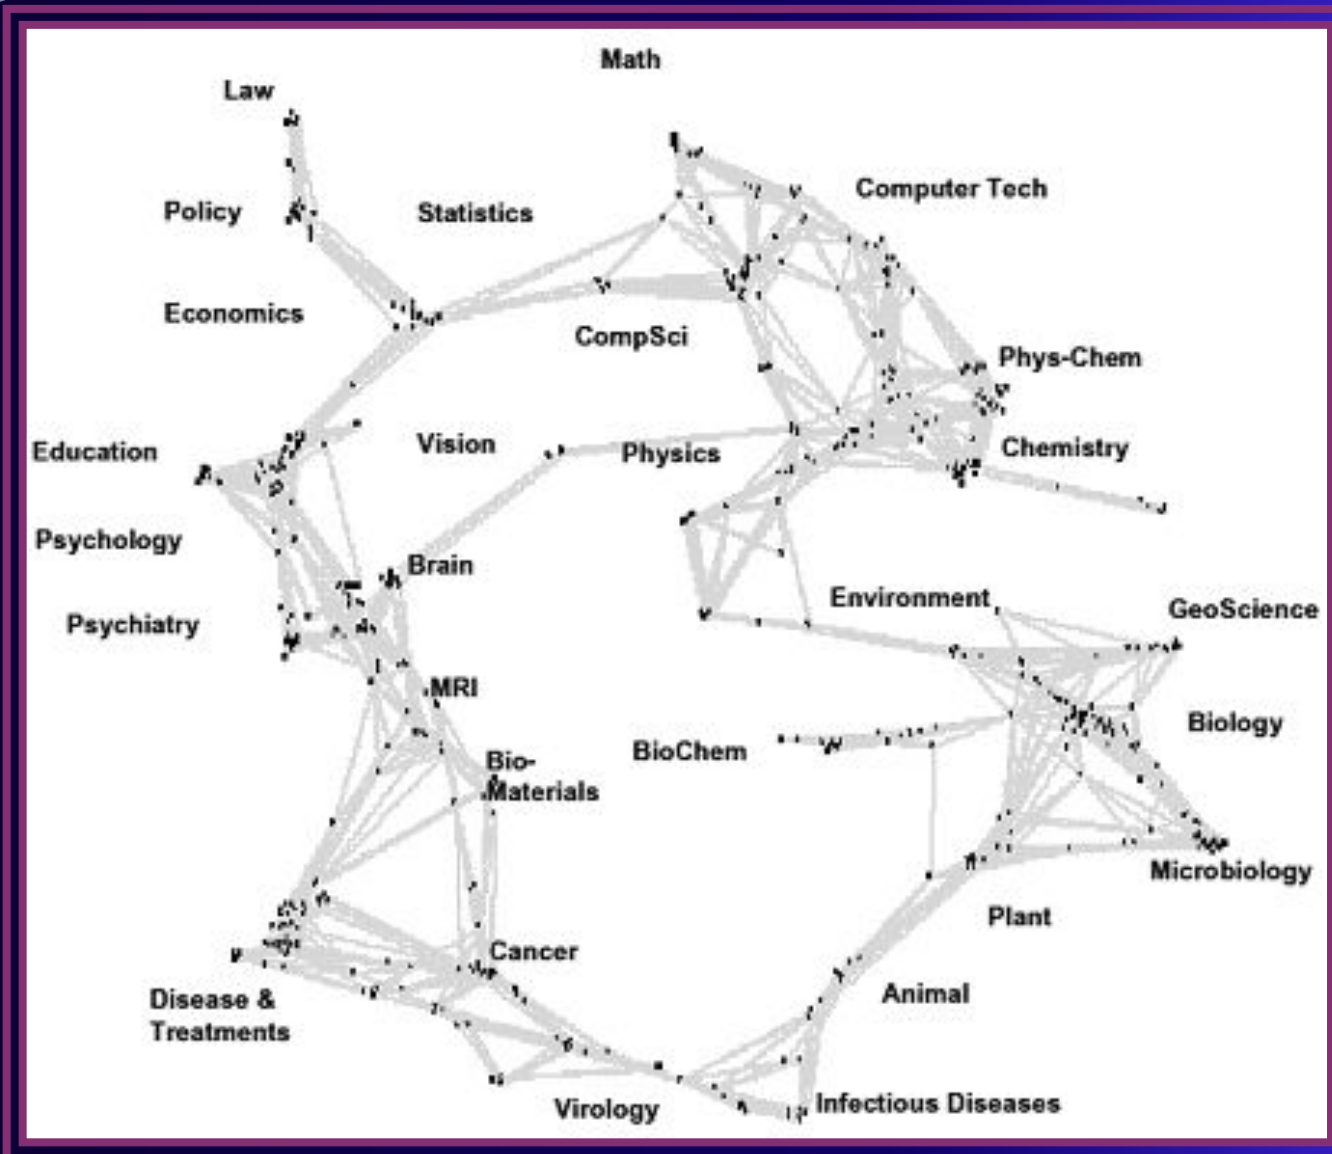 Math
Law
Computer Tech
Policy
Statistics
Economics
CompSci
Phys-Chem
Education
Vision
Physics
Chemistry
Psychology
Brain
Environment
GeoScience
Psychiatry
MRI
Biology
BioChem
Bio-
Materials
Microbiology
Plant
Cancer
Animal
Disease &
Treatments
Virology
Infectious Diseases